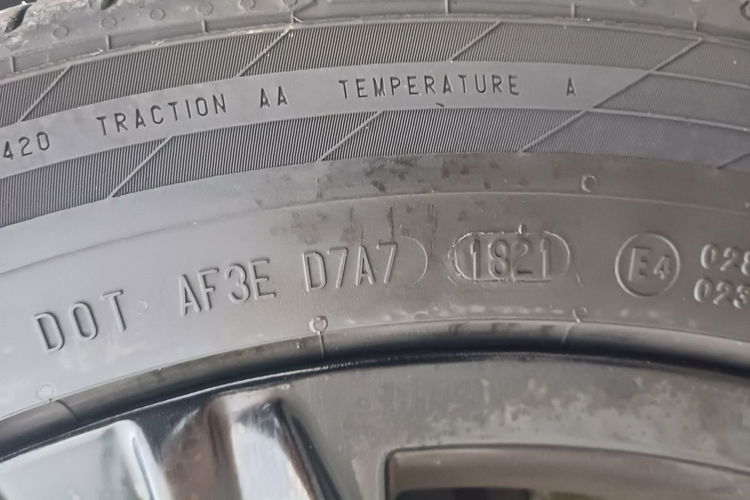 420 TRACTION AA TEMPERATURE A
DOT AF3E D7A7 1821 E4 028
023